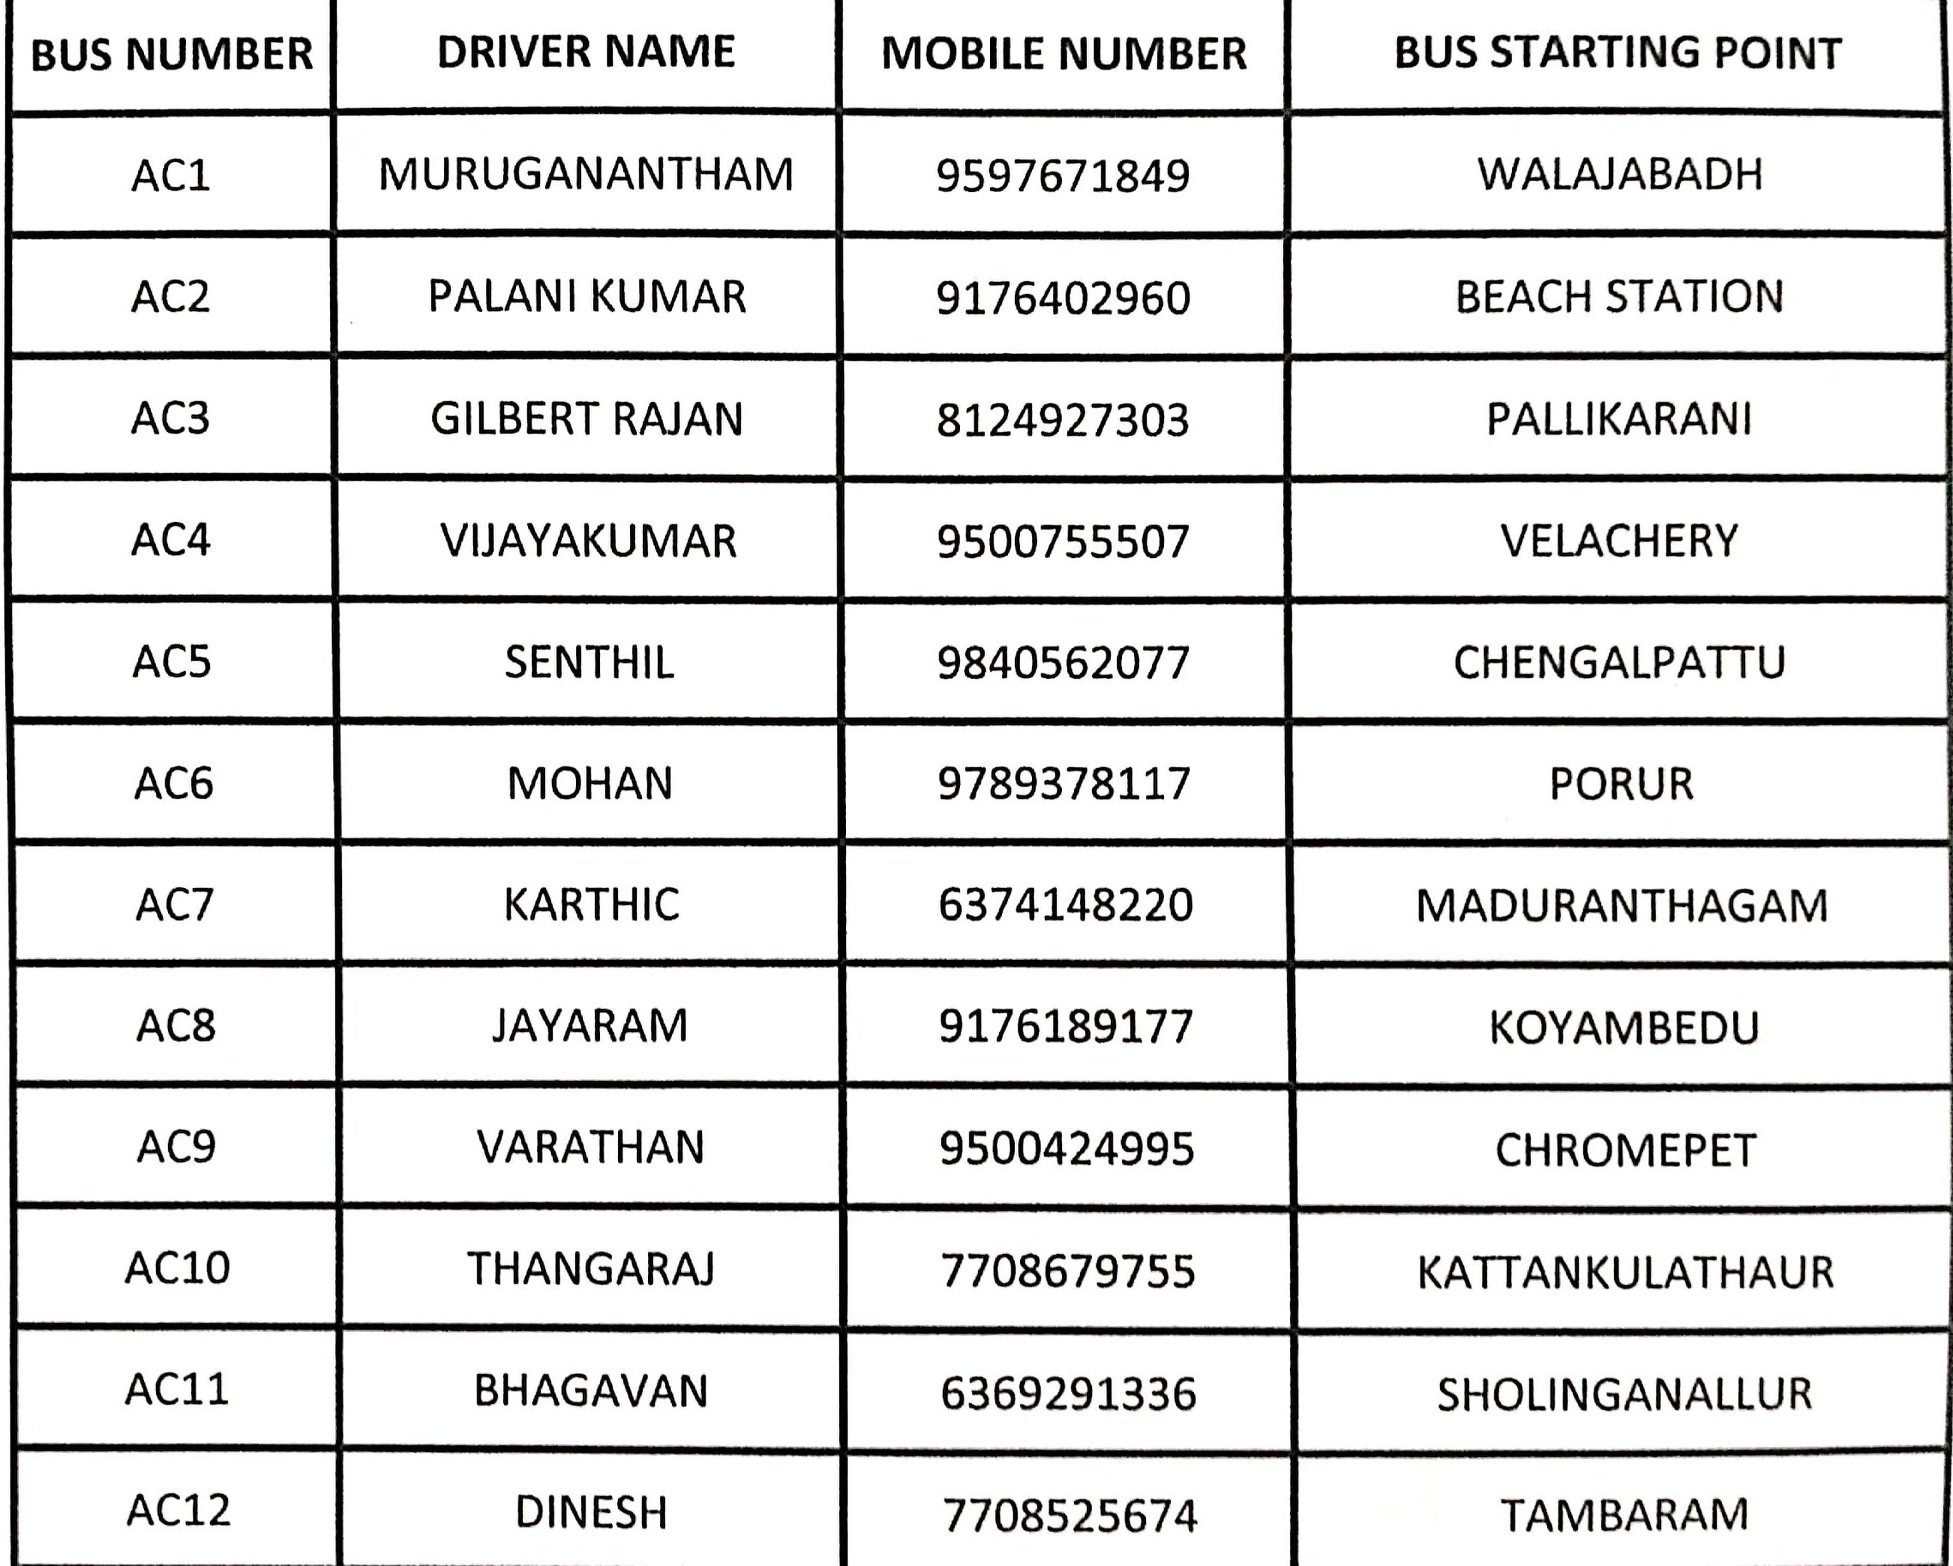 BUS NUMBER DRIVER NAME MOBILE NUMBER BUS STARTING POINT
AC1 MURUGANANTHAM 9597671849 WALAJABADH
AC2 PALANI KUMAR 9176402960 BEACH STATION
AC3 GILBERT RAJAN 8124927303 PALLIKARANI
AC4 VIJAYAKUMAR 9500755507 VELACHERY
AC5 SENTHIL 9840562077 CHENGALPATTU
AC6 MOHAN 9789378117 PORUR
AC7 KARTHIC 6374148220 MADURANTHAGAM
AC8 JAYARAM 9176189177 KOYAMBEDU
AC9 VARATHAN 9500424995 CHROMEPET
AC10 THANGARAJ 7708679755 KATTANKULATHAUR
AC11 BHAGAVAN 6369291336 SHOLINGANALLUR
AC12 DINESH 7708525674 TAMBARAM